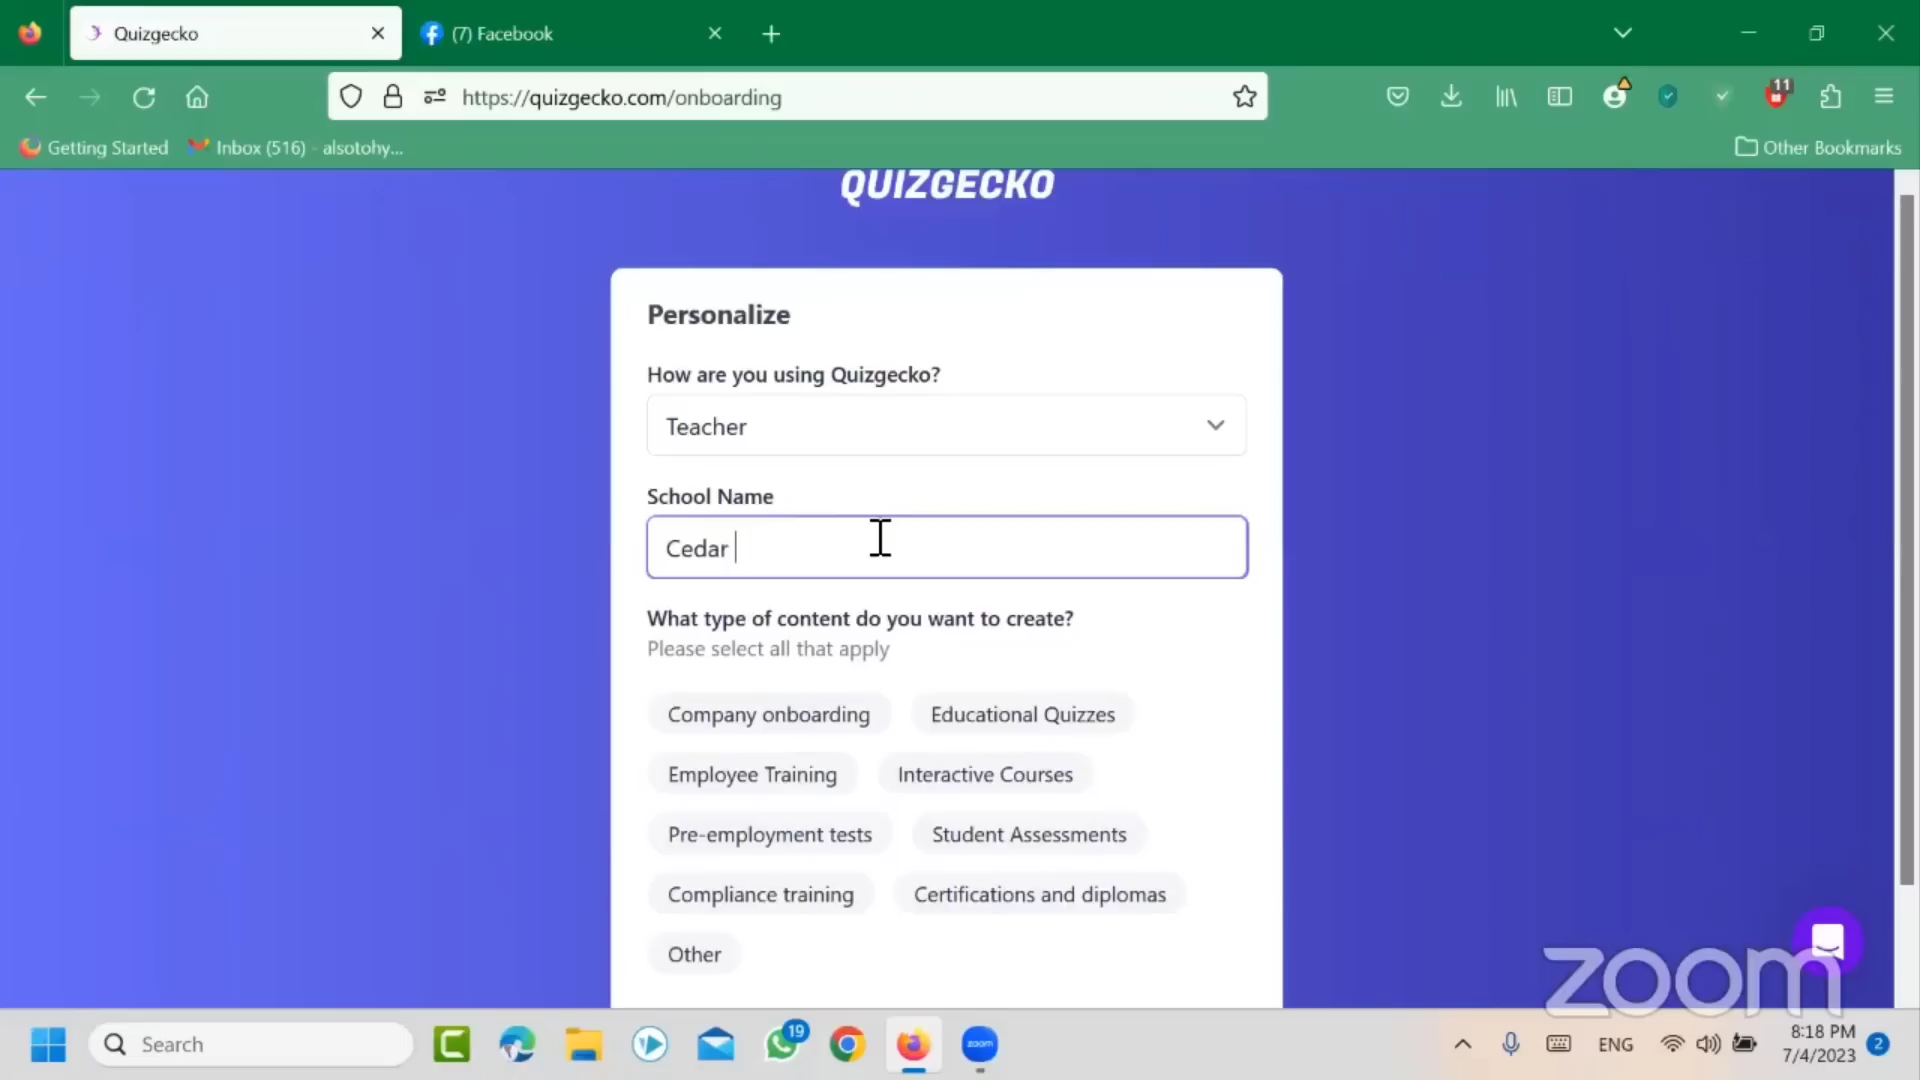 Quizgecko
(7) Facebook
https://quizgecko.com/onboarding
11
Getting Started
Inbox (516) - alsotohy...
Other Bookmarks
QUIZGECKO
Personalize
How are you using Quizgecko?
Teacher
School Name
Cedar
What type of content do you want to create?
Please select all that apply
Company onboarding
Educational Quizzes
Employee Training
Interactive Courses
Pre-employment tests
Student Assessments
Compliance training
Certifications and diplomas
Other
zoom
Search
19
zoom
ENG
8:18 PM
7/4/2023
2